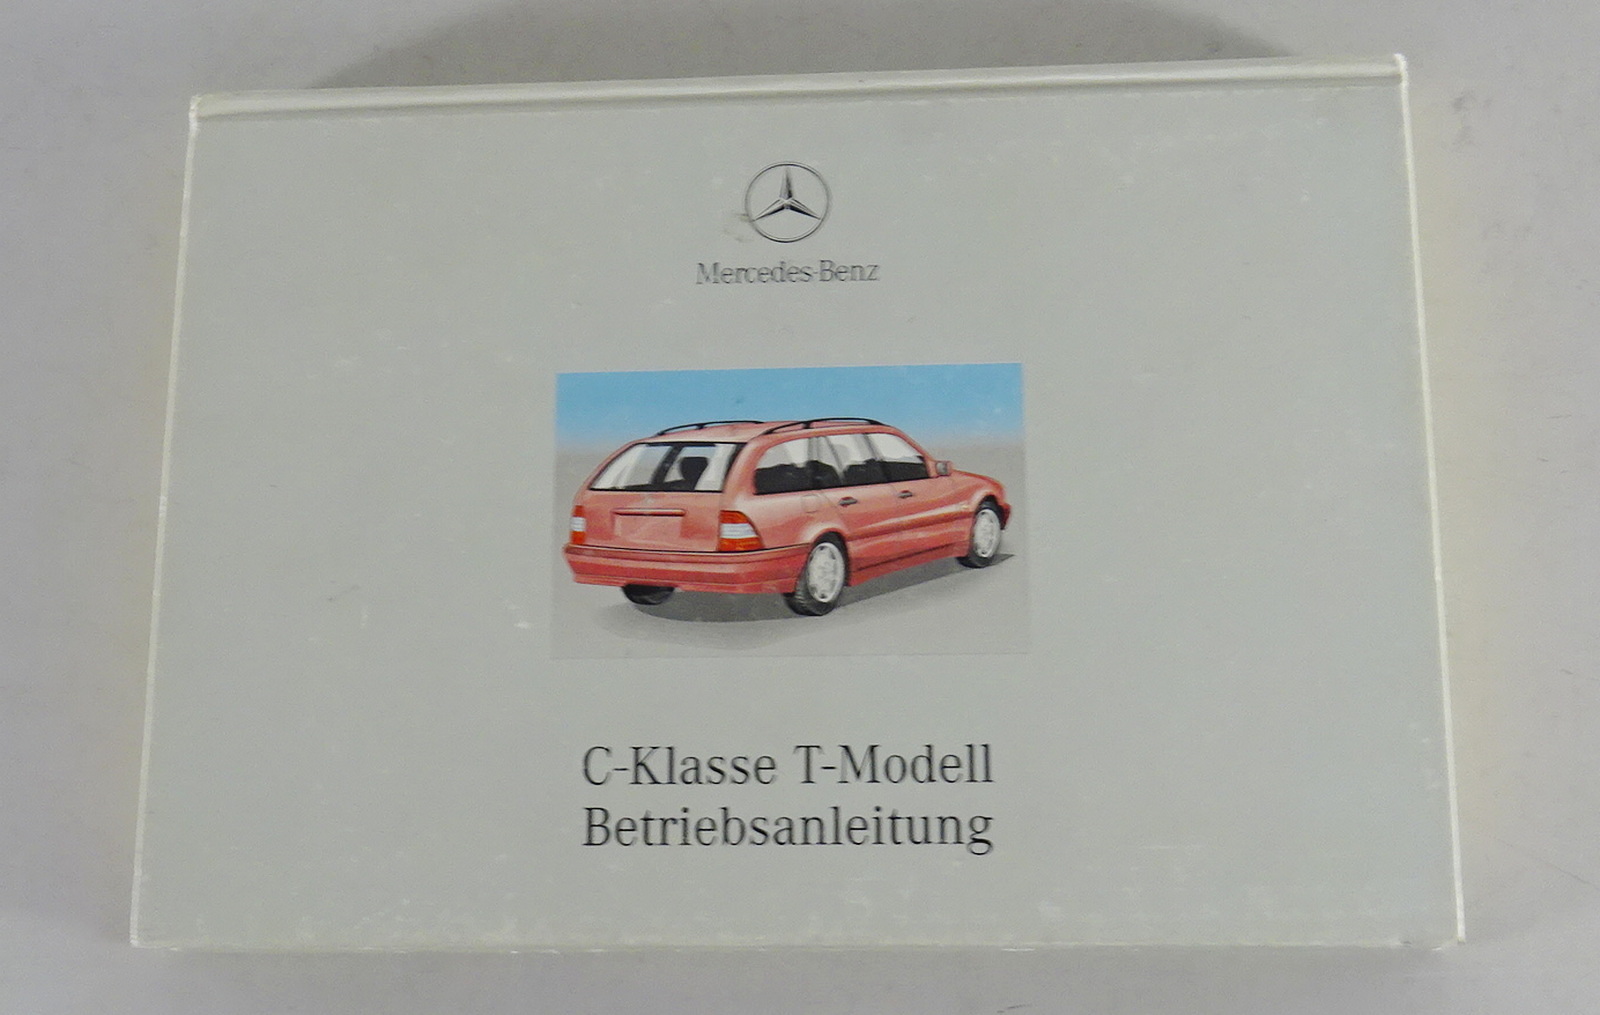 Mercedes-Benz
C-Klasse T-Modell
Betriebsanleitung